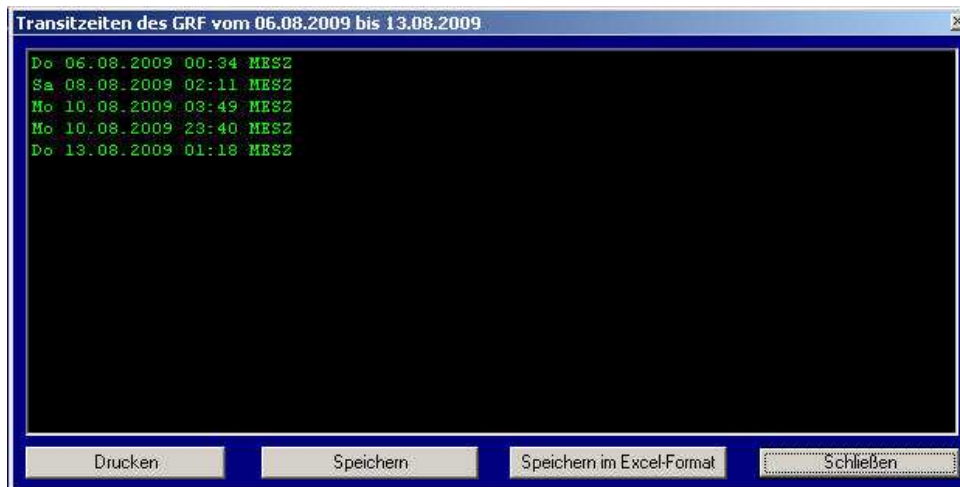 Transitzeiten des GRF vom 06.08.2009 bis 13.08.2009
Do 06.08.2009 00:34 MESZ
Sa 08.08.2009 02:11 MESZ
Mo 10.08.2009 03:49 MESZ
Mo 10.08.2009 23:40 MESZ
Do 13.08.2009 01:18 MESZ
Drucken Speichern Speichern im Excel-Format Schließen